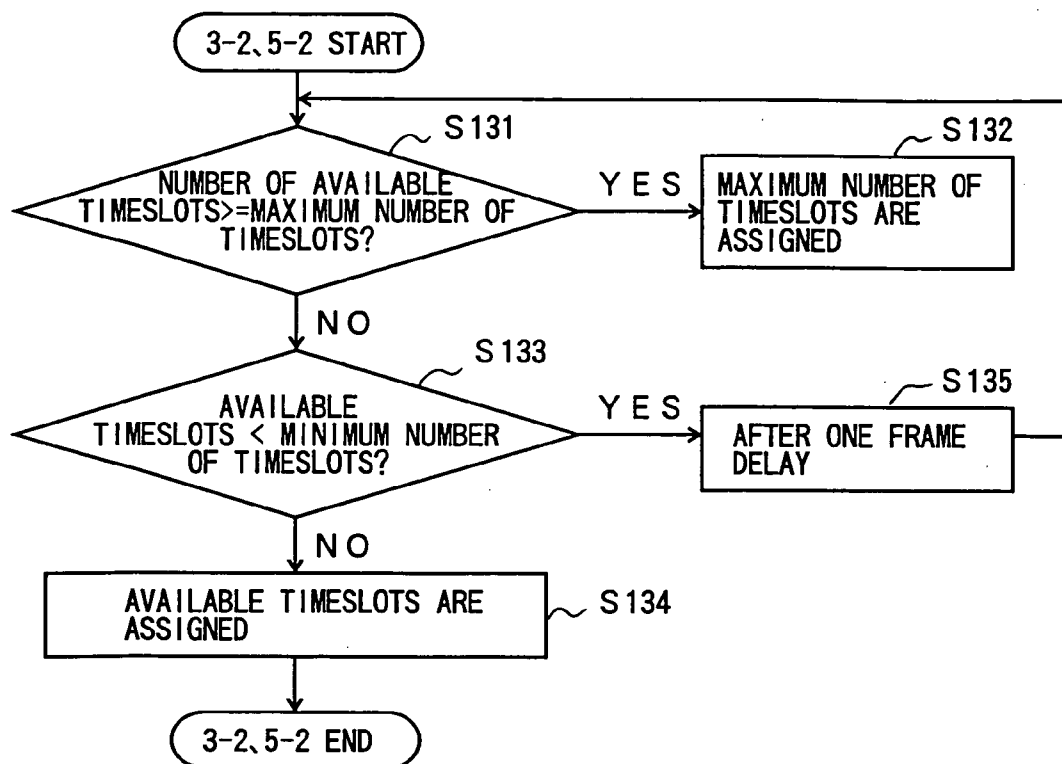 3-2、5-2 START
S131
NUMBER OF AVAILABLE
TIMESLOTS>=MAXIMUM NUMBER OF
TIMESLOTS?
YES
S132
MAXIMUM NUMBER OF
TIMESLOTS ARE
ASSIGNED
NO
S133
AVAILABLE
TIMESLOTS < MINIMUM NUMBER
OF TIMESLOTS?
YES
S135
AFTER ONE FRAME
DELAY
NO
AVAILABLE TIMESLOTS ARE
ASSIGNED
S134
3-2、5-2 END